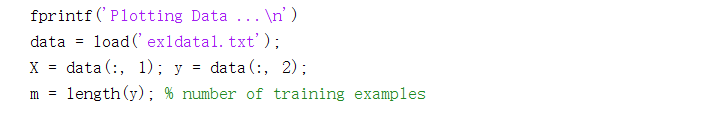 fprintf('Plotting Data ...\n')
data = load('ex1data1.txt');
X = data(:, 1); y = data(:, 2);
m = length(y); % number of training examples